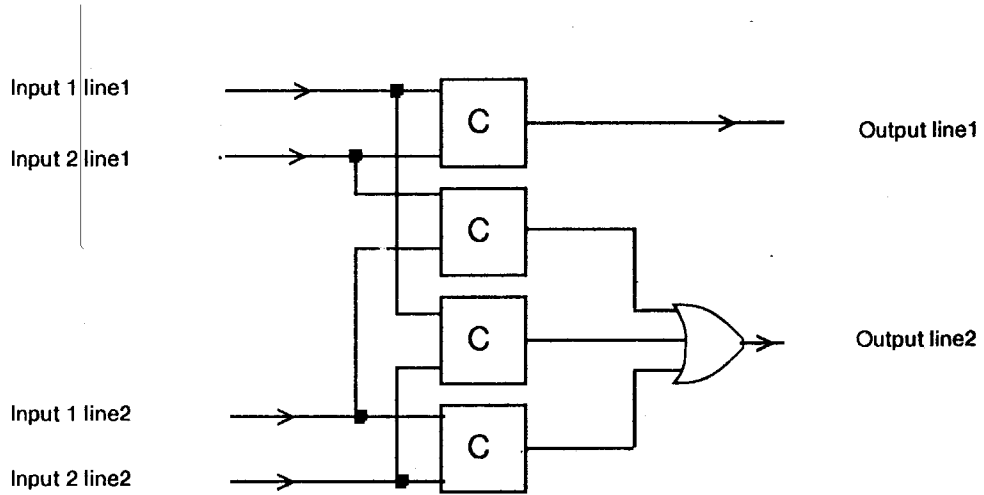 Input 1 line1
C
Output line1
Input 2 line1
C
C
Output line2
Input 1 line2
C
Input 2 line2